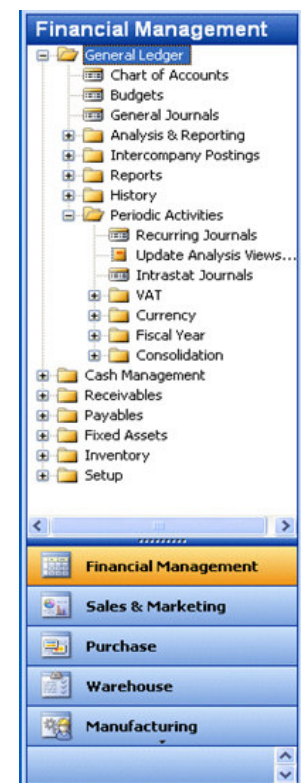 Financial Management
General Ledger
Chart of Accounts
Budgets
General Journals
Analysis & Reporting
Intercompany Postings
Reports
History
Periodic Activities
Recurring Journals
Update Analysis Views...
Intrastat Journals
VAT
Currency
Fiscal Year
Consolidation
Cash Management
Receivables
Payables
Fixed Assets
Inventory
Setup
Financial Management
Sales & Marketing
Purchase
Warehouse
Manufacturing